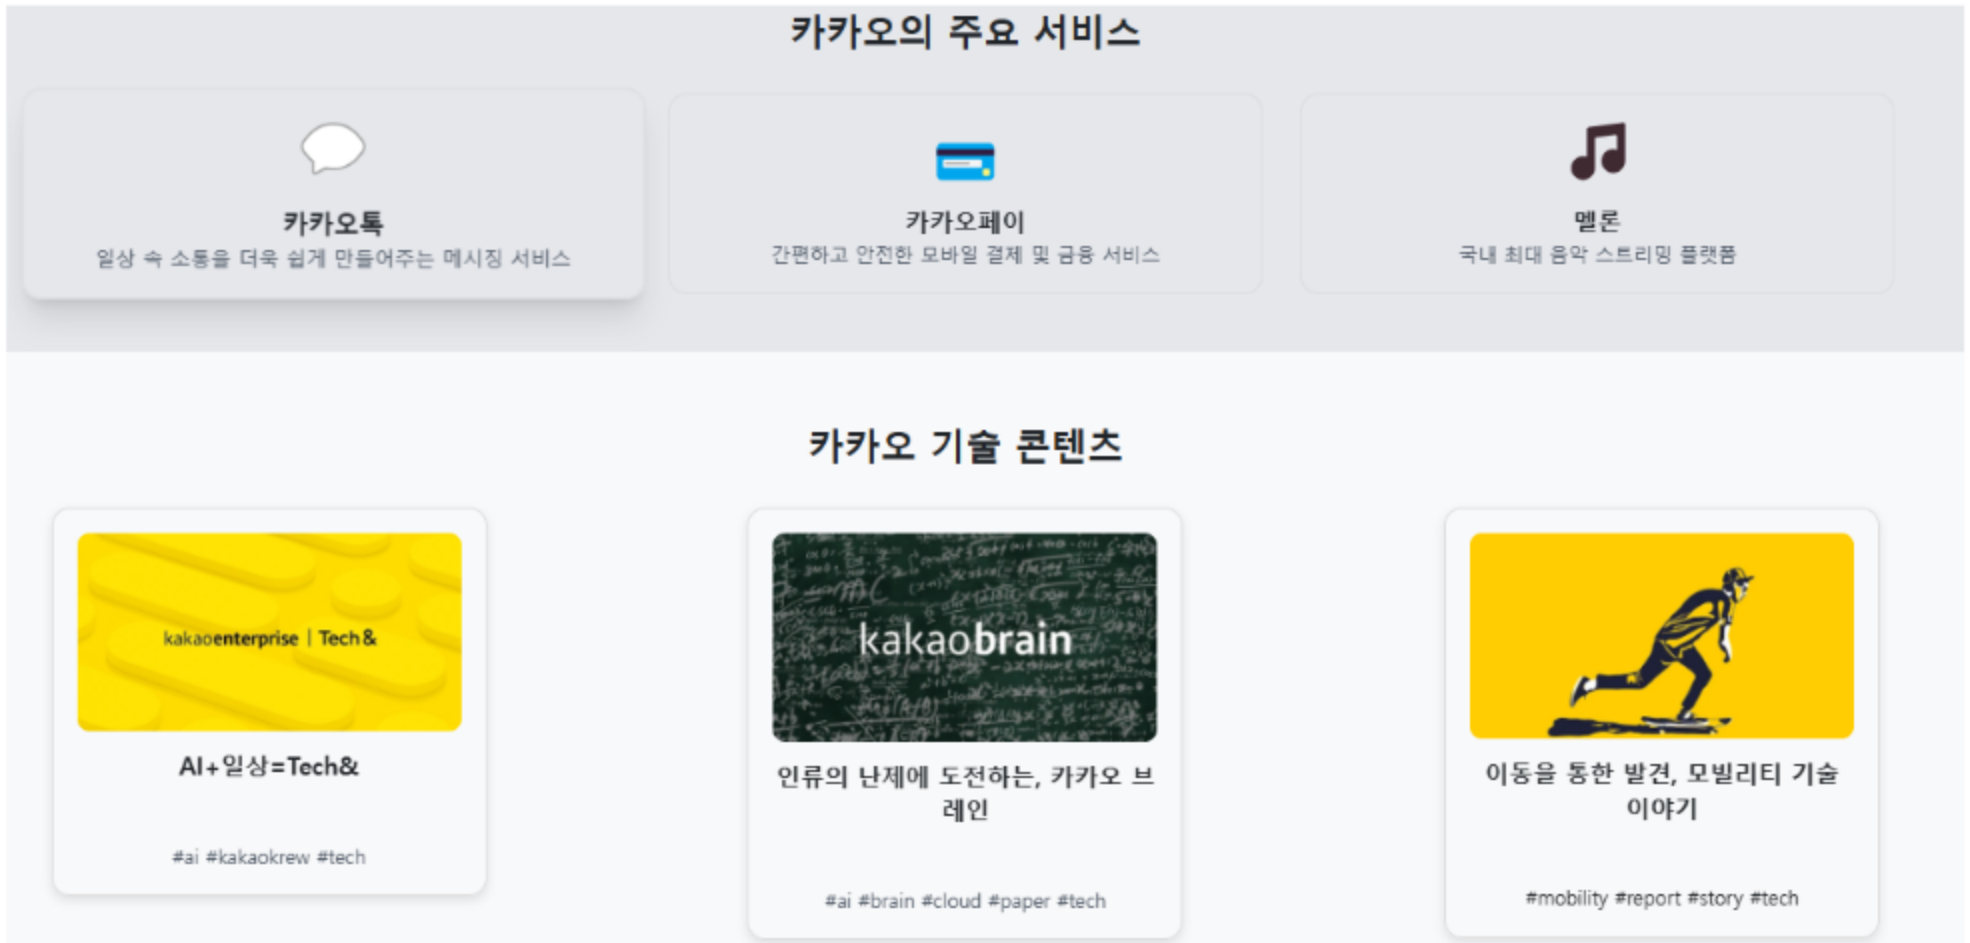 카카오의 주요 서비스
카카오톡
일상 속 소통을 더욱 쉽게 만들어주는 메시징 서비스
카카오페이
간편하고 안전한 모바일 결제 및 금융 서비스
멜론
국내 최대 음악 스트리밍 플랫폼
카카오 기술 콘텐츠
kakaoenterprise | Tech&
AI+일상=Tech&
#ai #kakaokrew #tech
kakaobrain
인류의 난제에 도전하는, 카카오 브
레인
#ai #brain #cloud #paper #tech
이동을 통한 발견, 모빌리티 기술
이야기
#mobility #report #story #tech